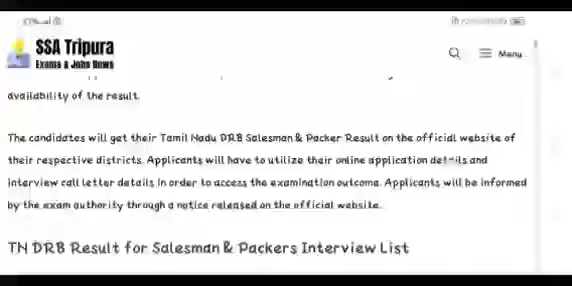 SSA Tripura
Exams & Jobs News
Menu
availability of the result.
The candidates will get their Tamil Nadu DRB Salesman & Packer Result on the official website of
their respective districts. Applicants will have to utilize their online application details and
interview call letter details in order to access the examination outcome. Applicants will be informed
by the exam authority through a notice released on the official website.
TN DRB Result for Salesman & Packers Interview List